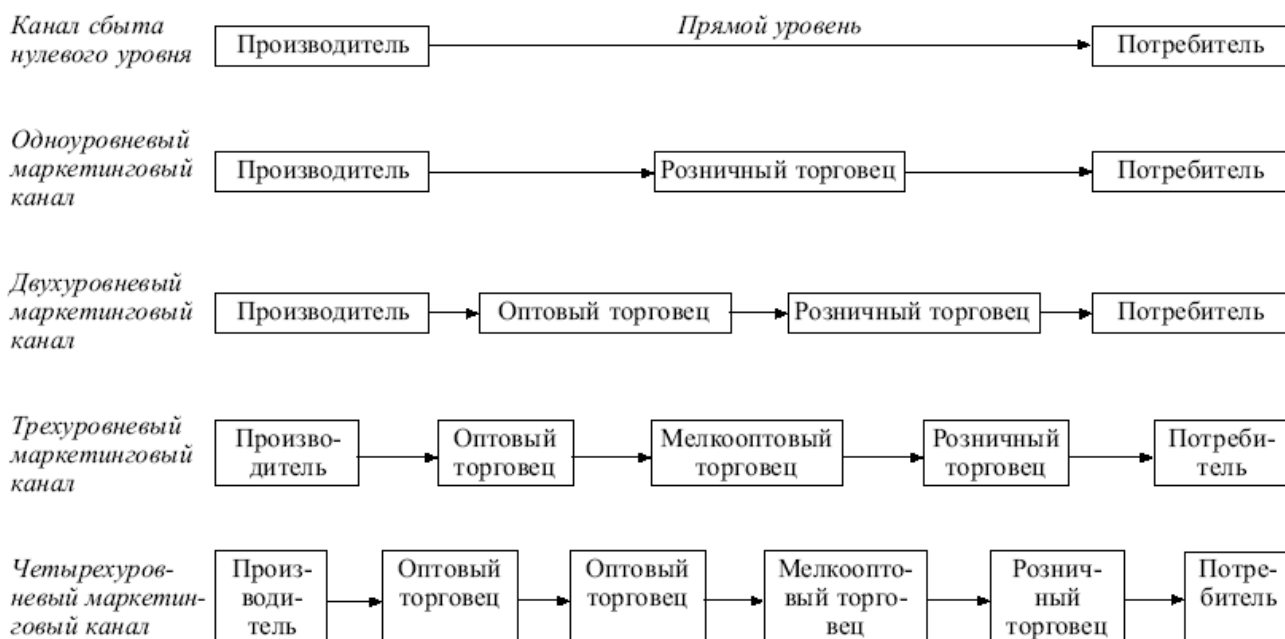 Канал сбыта
нулевого уровня
Производитель
Прямой уровень
Потребитель
Одноуровневый
маркетинговый
канал
Производитель
Розничный торговец
Потребитель
Двухуровневый
маркетинговый
канал
Производитель
Оптовый торговец
Розничный торговец
Потребитель
Трехуровневый
маркетинговый
канал
Произво-
дитель
Оптовый
торговец
Мелкооптовый
торговец
Розничный
торговец
Потреби-
тель
Четырехуров-
невый маркетин-
говый канал
Произ-
води-
тель
Оптовый
торговец
Оптовый
торговец
Мелкоопто-
вый торго-
вец
Рознич-
ный
торговец
Потре-
битель